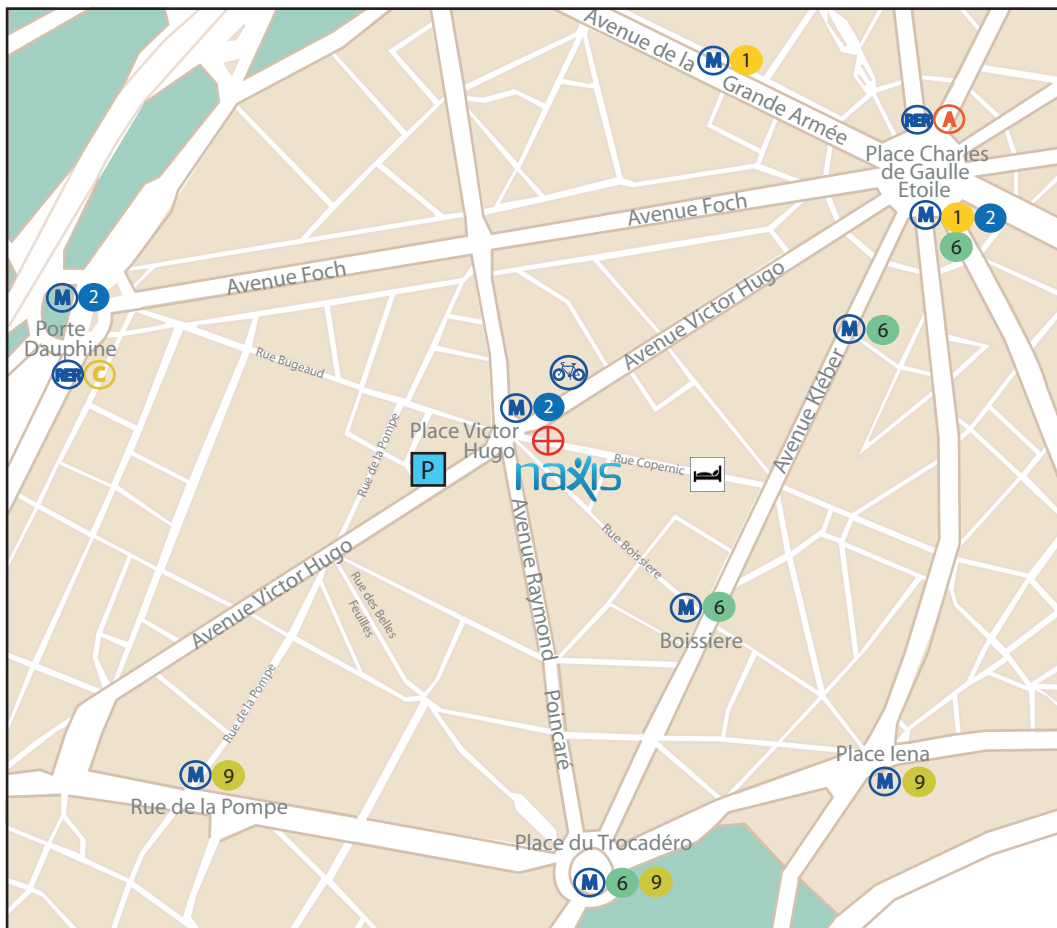 Avenue de la
Grande Armée
M 1
RER A
Place Charles
de Gaulle
Etoile
M 1 2
6
Avenue Foch
Avenue Foch
M 2
Porte
Dauphine
RER C
Avenue Victor Hugo
M 6
Avenue Kléber
Rue Bugeaud
M 2
Place Victor
Hugo
Rue de la Pompe
P
naxis
Rue Copernic
Avenue Raymond
Poincaré
Rue Boissiere
Avenue Victor Hugo
Rue des Belles
Feuilles
M 6
Boissiere
Rue de la Pompe
M 9
Rue de la Pompe
Place Iena
M 9
Place du Trocadéro
M 6 9